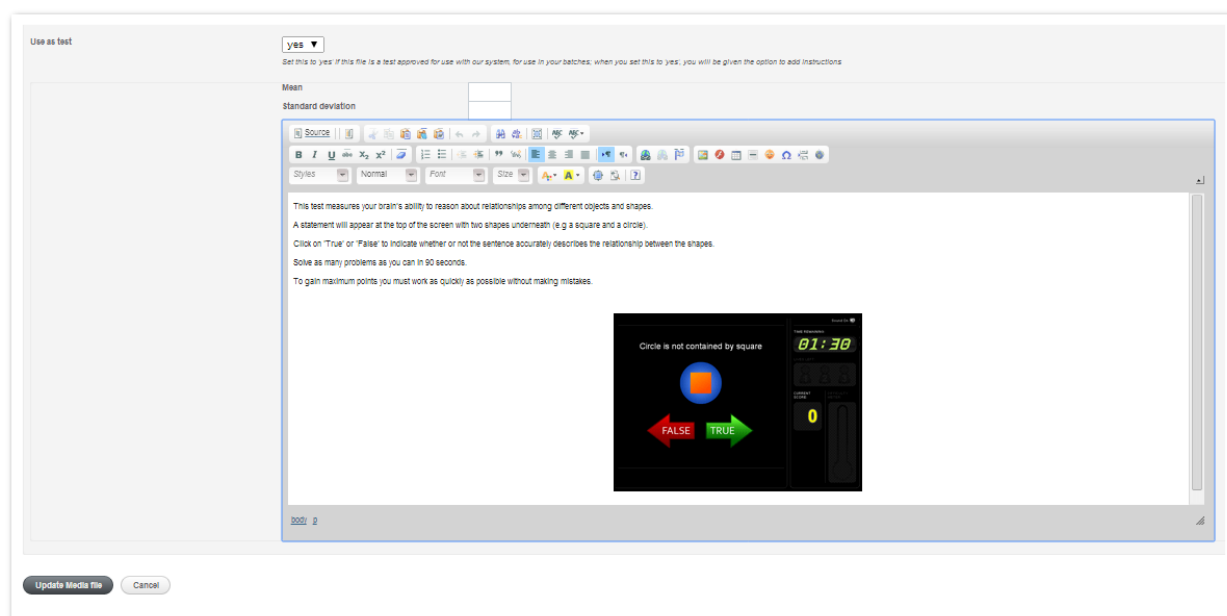 Use as test
yes ▼
Set this to 'yes' if this file is a test approved for use with our system, for use in your batches; when you set this to 'yes', you will be given the option to add instructions
Mean
Standard deviation
Source
ABC ABC
B I U abc X₂ X² Ω
Styles Normal Font Size A A ?
This test measures your brain's ability to reason about relationships among different objects and shapes.
A statement will appear at the top of the screen with two shapes underneath (e.g a square and a circle).
Click on 'True' or 'False' to indicate whether or not the sentence accurately describes the relationship between the shapes.
Solve as many problems as you can in 90 seconds.
To gain maximum points you must work as quickly as possible without making mistakes.
TIME REMAINING
Circle is not contained by square
01:30
CURRENT SCORE
0
FALSE TRUE
body p
Update Media file Cancel